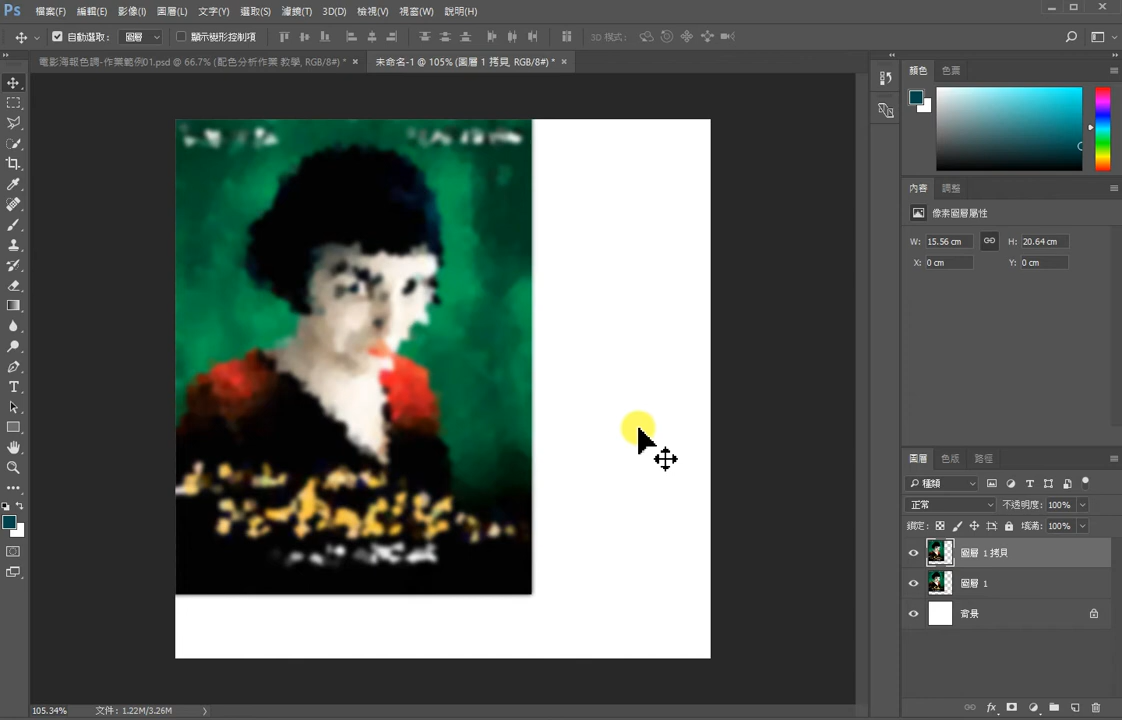 Ps 檔案(F) 編輯(E) 影像(I) 圖層(L) 文字(Y) 選取(S) 濾鏡(T) 3D(D) 檢視(V) 視窗(W) 說明(H)
自動選取: 圖層 顯示變形控制項 3D 模式:
電影海報色調-作業範例01.psd @ 66.7% (配色分析作業 教學, RGB/8#) * × 未命名-1 @ 105% (圖層 1 拷貝, RGB/8#) * ×
顏色 色票
內容 調整
像素圖層屬性
W: 15.56 cm H: 20.64 cm
X: 0 cm Y: 0 cm
圖層 色版 路徑
種類
正常 不透明度: 100%
鎖定: 填滿: 100%
圖層 1 拷貝
圖層 1
背景
105.34% 文件: 1.22M/3.26M